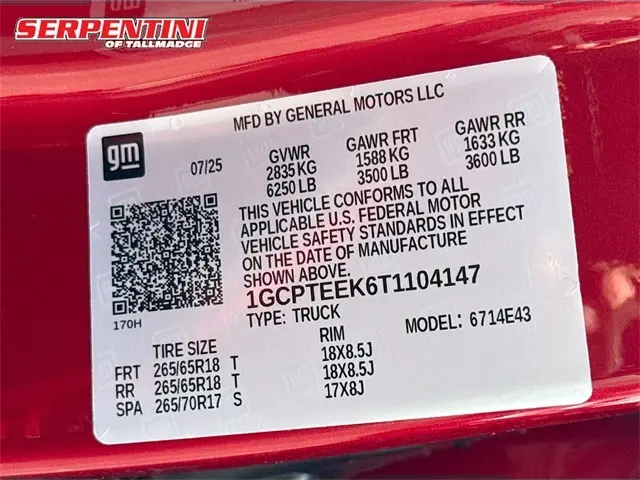 SERPENTINI
OF TALLMADGE
MFD BY GENERAL MOTORS LLC
gm
07/25
GVWR
2835 KG
6250 LB
GAWR FRT
1588 KG
3500 LB
GAWR RR
1633 KG
3600 LB
THIS VEHICLE CONFORMS TO ALL
APPLICABLE U.S. FEDERAL MOTOR
VEHICLE SAFETY STANDARDS IN EFFECT
ON THE DATE OF MANUFACTURE
SHOWN ABOVE.
1GCPTEEK6T1104147
170H
TYPE: TRUCK
MODEL: 6714E43
TIRE SIZE RIM
FRT 265/65R18 T 18X8.5J
RR 265/65R18 T 18X8.5J
SPA 265/70R17 S 17X8J